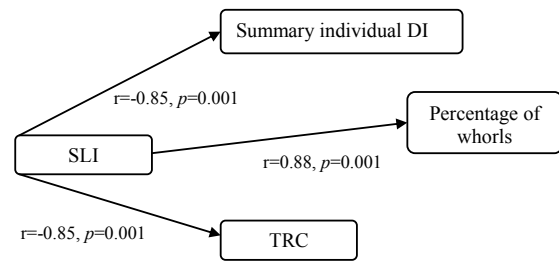 Summary individual DI
r=-0.85, p=0.001
Percentage of
whorls
SLI
r=0.88, p=0.001
r=-0.85, p=0.001
TRC